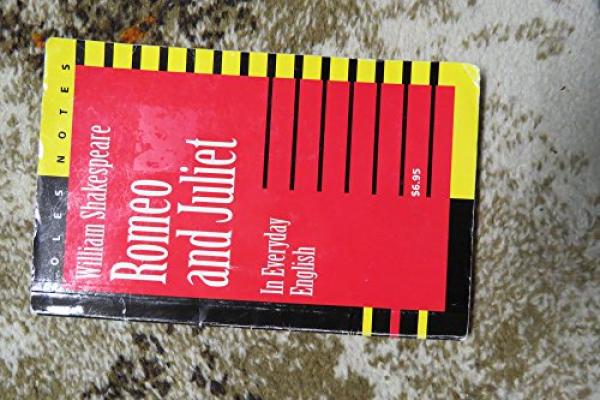 OLES NOTES
William Shakespeare
Romeo
and Juliet
In Everyday
English
$6.95